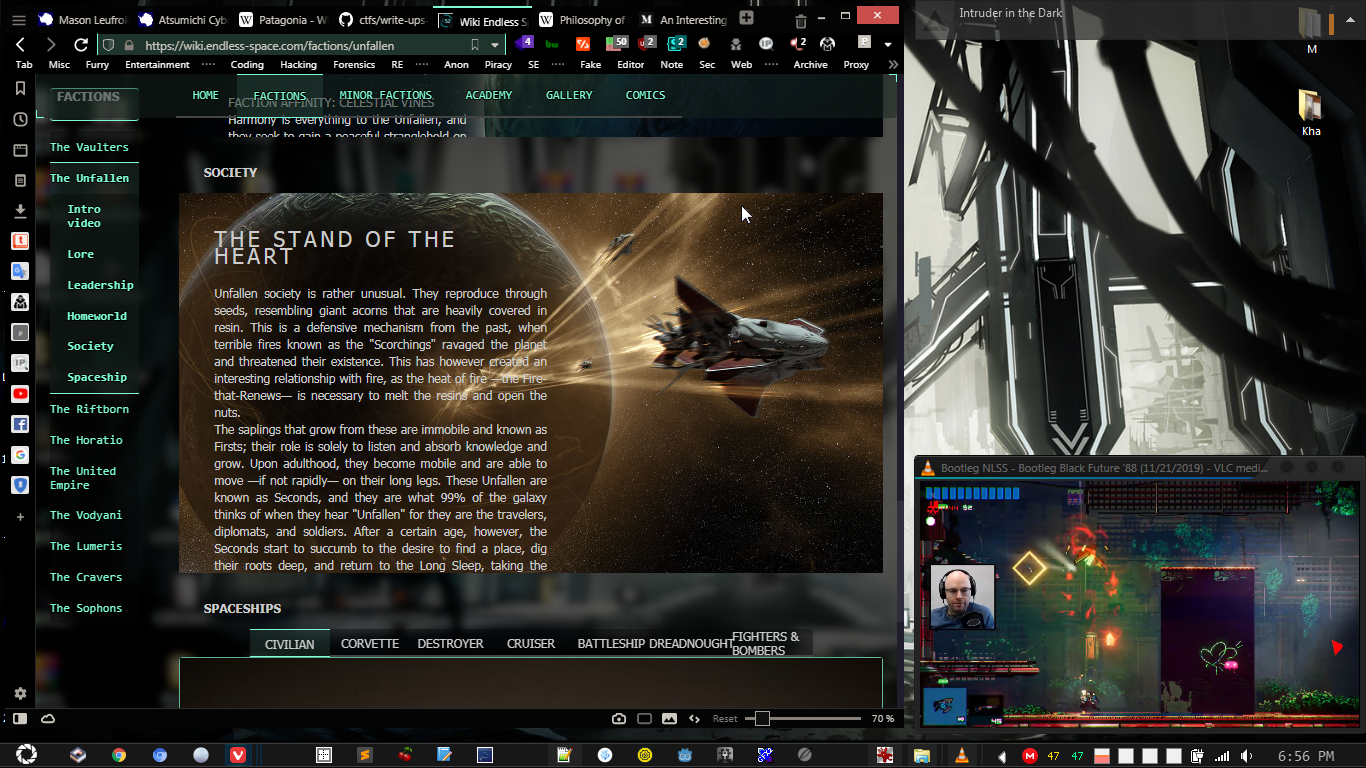 Mason Leufroi
Atsumichi Cyb
Patagonia - W
ctfs/write-ups-
Wiki Endless S
Philosophy of
An Interesting
https://wiki.endless-space.com/factions/unfallen
4
50
2
2
2
Tab
Misc
Furry
Entertainment
Coding
Hacking
Forensics
RE
Anon
Piracy
SE
Fake
Editor
Note
Sec
Web
Archive
Proxy
FACTIONS
HOME
FACTIONS
MINOR FACTIONS
ACADEMY
GALLERY
COMICS
FACTION AFFINITY: CELESTIAL VINES
Harmony is everything to the Unfallen, and
they seek to gain a peaceful stranglehold on
The Vaulters
The Unfallen
Intro
video
Lore
Leadership
Homeworld
Society
Spaceship
The Riftborn
The Horatio
The United
Empire
The Vodyani
The Lumeris
The Cravers
The Sophons
SOCIETY
THE STAND OF THE
HEART
Unfallen society is rather unusual. They reproduce through
seeds, resembling giant acorns that are heavily covered in
resin. This is a defensive mechanism from the past, when
terrible fires known as the "Scorchings" ravaged the planet
and threatened their existence. This has however created an
interesting relationship with fire, as the heat of fire —the Fire-
that-Renews— is necessary to melt the resins and open the
nuts.
The saplings that grow from these are immobile and known as
Firsts; their role is solely to listen and absorb knowledge and
grow. Upon adulthood, they become mobile and are able to
move —if not rapidly— on their long legs. These Unfallen are
known as Seconds, and they are what 99% of the galaxy
thinks of when they hear "Unfallen" for they are the travelers,
diplomats, and soldiers. After a certain age, however, the
Seconds start to succumb to the desire to find a place, dig
their roots deep, and return to the Long Sleep, taking the
SPACESHIPS
CIVILIAN
CORVETTE
DESTROYER
CRUISER
BATTLESHIP
DREADNOUGHT
FIGHTERS &
BOMBERS
Reset
70 %
Intruder in the Dark
M
Kha
Bootleg NLSS - Bootleg Black Future '88 (11/21/2019) - VLC medi...
45
47
47
6:56 PM